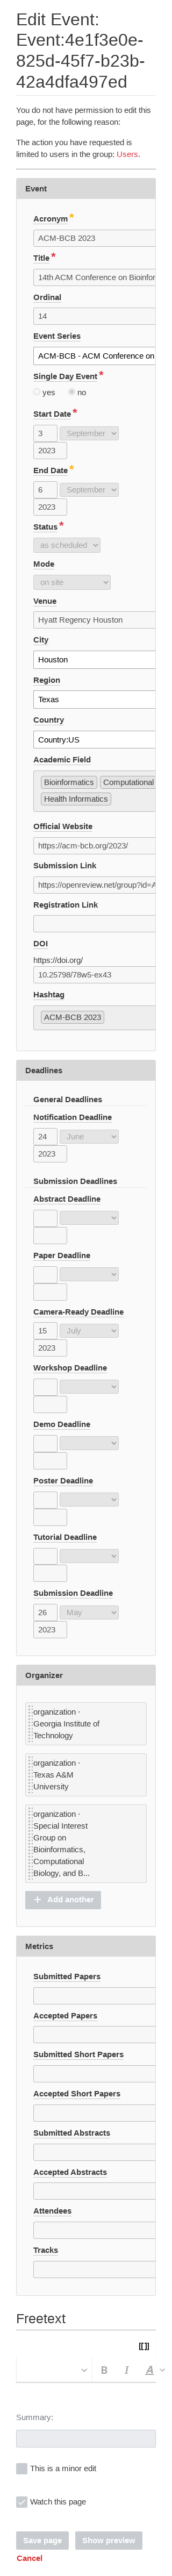 Edit Event:
Event:4e1f3e0e-
825d-45f7-b23b-
42a4dfa497ed
You do not have permission to edit this
page, for the following reason:
The action you have requested is
limited to users in the group: Users.
Event
Acronym *
ACM-BCB 2023
Title *
14th ACM Conference on Bioinfor
Ordinal
14
Event Series
ACM-BCB - ACM Conference on
Single Day Event *
yes no
Start Date *
3 September
2023
End Date *
6 September
2023
Status *
as scheduled
Mode
on site
Venue
Hyatt Regency Houston
City
Houston
Region
Texas
Country
Country:US
Academic Field
Bioinformatics Computational
Health Informatics
Official Website
https://acm-bcb.org/2023/
Submission Link
https://openreview.net/group?id=A
Registration Link
DOI
https://doi.org/
10.25798/78w5-ex43
Hashtag
ACM-BCB 2023
Deadlines
General Deadlines
Notification Deadline
24 June
2023
Submission Deadlines
Abstract Deadline
Paper Deadline
Camera-Ready Deadline
15 July
2023
Workshop Deadline
Demo Deadline
Poster Deadline
Tutorial Deadline
Submission Deadline
26 May
2023
Organizer
organization ·
Georgia Institute of
Technology
organization ·
Texas A&M
University
organization ·
Special Interest
Group on
Bioinformatics,
Computational
Biology, and B...
+ Add another
Metrics
Submitted Papers
Accepted Papers
Submitted Short Papers
Accepted Short Papers
Submitted Abstracts
Accepted Abstracts
Attendees
Tracks
Freetext
[[]]
B I A
Summary:
This is a minor edit
Watch this page
Save page Show preview
Cancel